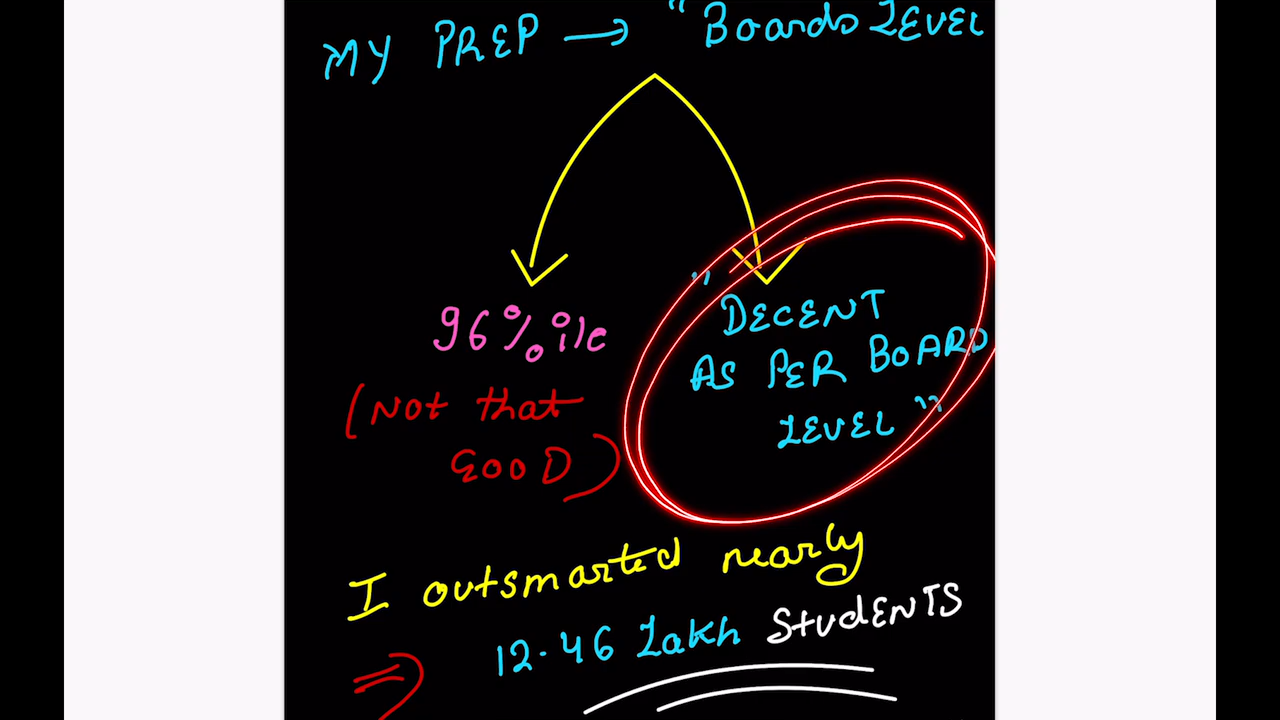 MY PREP → "Boards LEVEL
96%ile
(Not that
GOOD)
"DECENT
AS PER BOARD
LEVEL"
I outsmarted nearly
⇒ 12.46 Lakh STUdENTS